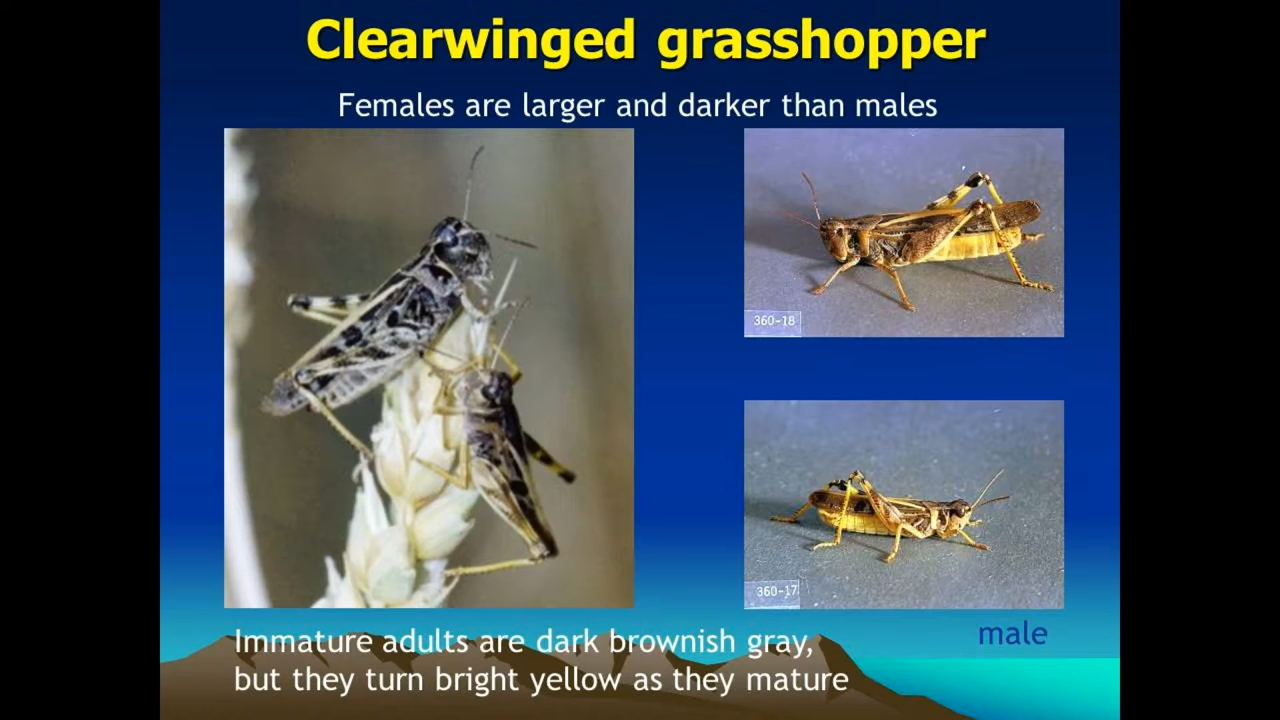 Clearwinged grasshopper
Females are larger and darker than males
360-18
360-17
male
Immature adults are dark brownish gray,
but they turn bright yellow as they mature